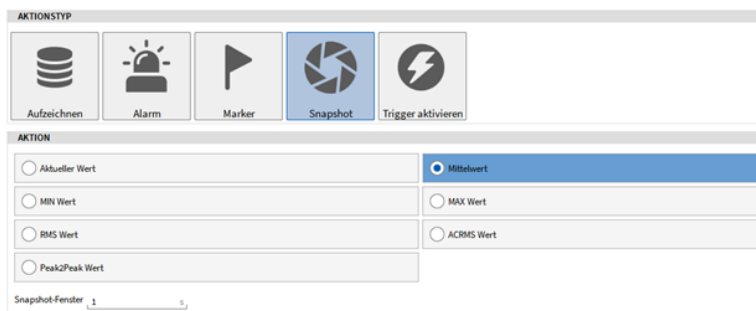 AKTIONSTYP
Aufzeichnen Alarm Marker Snapshot Trigger aktivieren
AKTION
Aktueller Wert Mittelwert
MIN Wert MAX Wert
RMS Wert ACRMS Wert
Peak2Peak Wert
Snapshot-Fenster 1 s